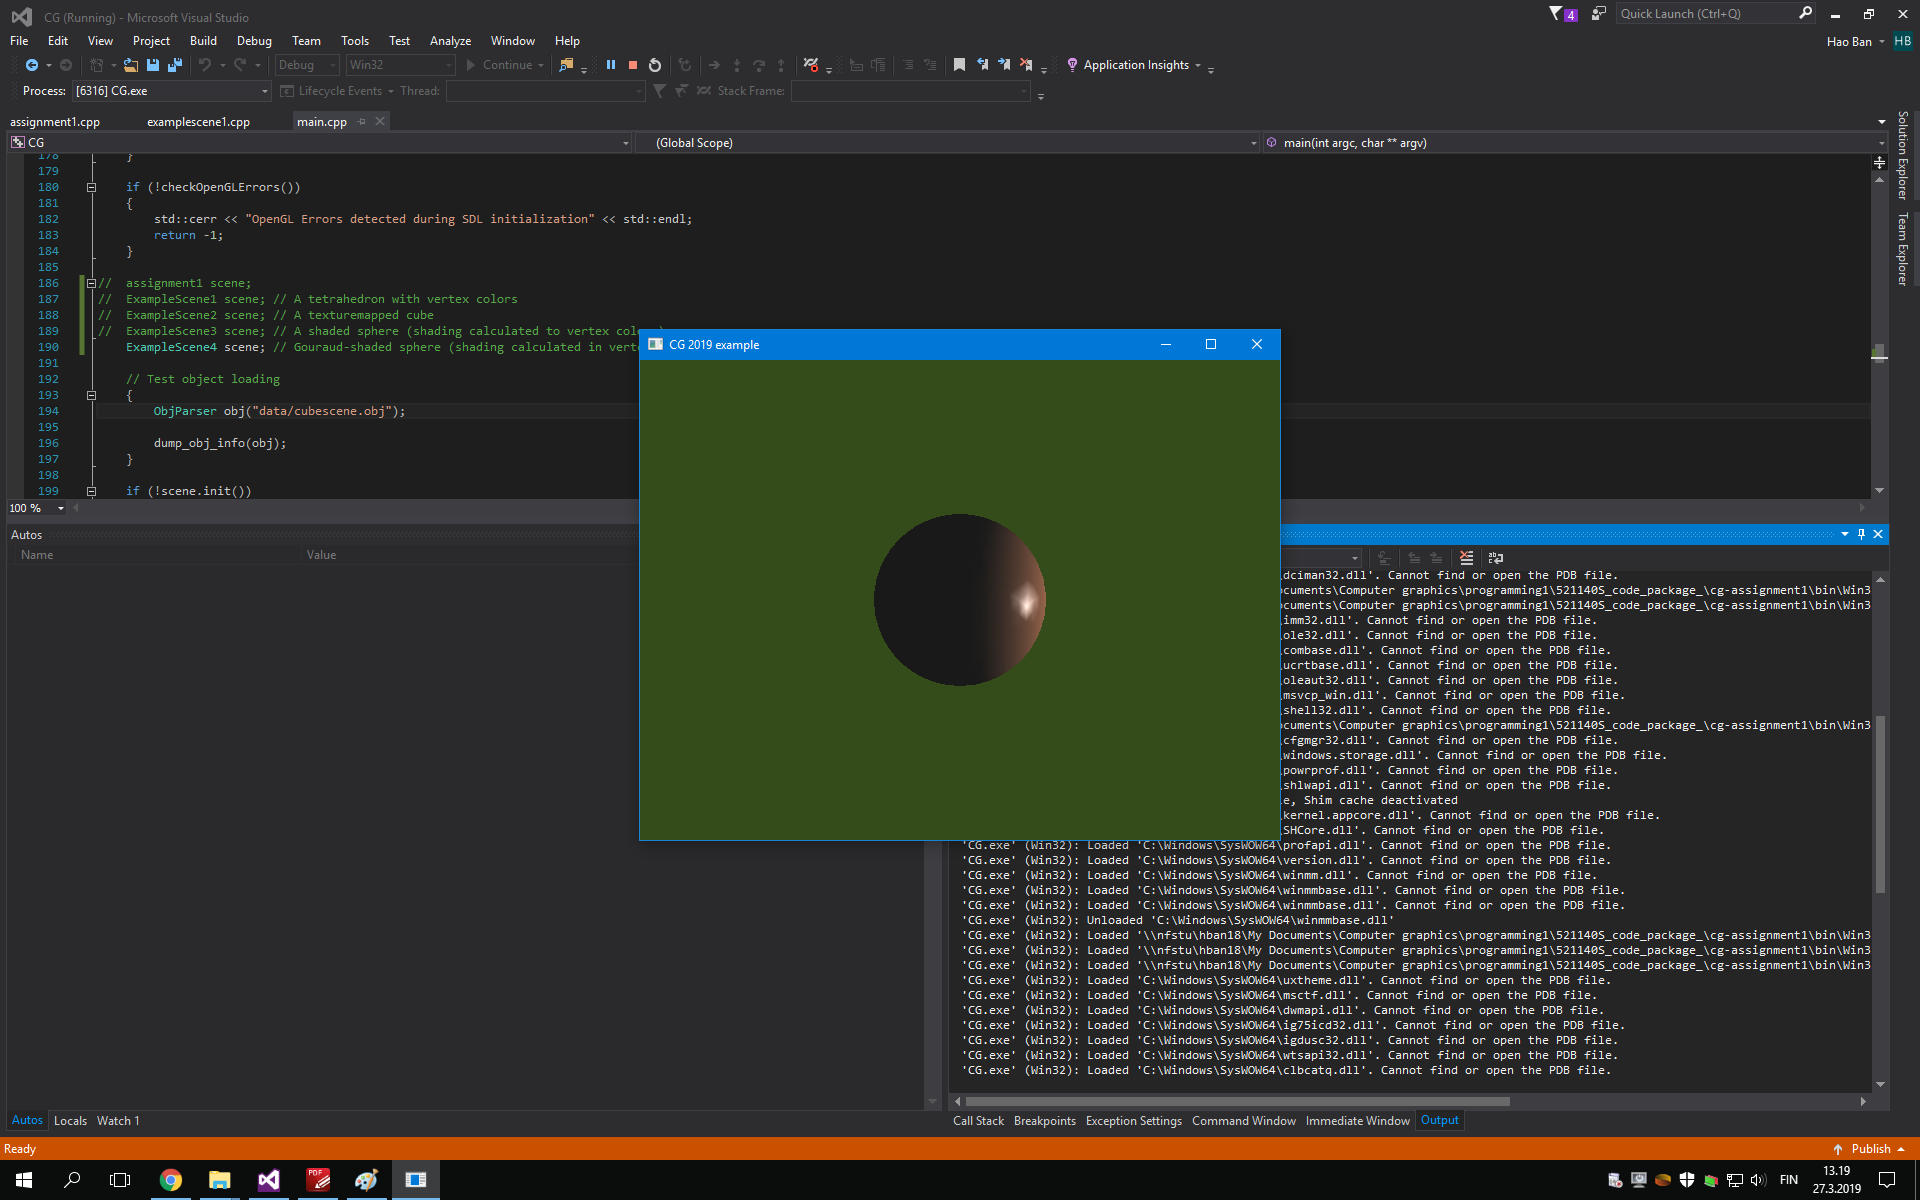 CG (Running) - Microsoft Visual Studio
4
Quick Launch (Ctrl+Q)
File Edit View Project Build Debug Team Tools Test Analyze Window Help
Hao Ban HB
Debug Win32 Continue Application Insights
Process: [6316] CG.exe Lifecycle Events Thread: Stack Frame:
assignment1.cpp examplescene1.cpp main.cpp
CG (Global Scope) main(int argc, char ** argv)
Solution Explorer
Team Explorer
178 }
179
180 if (!checkOpenGLErrors())
181 {
182 std::cerr << "OpenGL Errors detected during SDL initialization" << std::endl;
183 return -1;
184 }
185
186 // assignment1 scene;
187 // ExampleScene1 scene; // A tetrahedron with vertex colors
188 // ExampleScene2 scene; // A texturemapped cube
189 // ExampleScene3 scene; // A shaded sphere (shading calculated to vertex co
190 ExampleScene4 scene; // Gouraud-shaded sphere (shading calculated in vert
191
192 // Test object loading
193 {
194 ObjParser obj("data/cubescene.obj");
195
196 dump_obj_info(obj);
197 }
198
199 if (!scene.init())
100 %
CG 2019 example
Autos
Name Value
dciman32.dll'. Cannot find or open the PDB file.
cuments\Computer graphics\programming1\521140S_code_package_\cg-assignment1\bin\Win3
cuments\Computer graphics\programming1\521140S_code_package_\cg-assignment1\bin\Win3
imm32.dll'. Cannot find or open the PDB file.
ole32.dll'. Cannot find or open the PDB file.
combase.dll'. Cannot find or open the PDB file.
ucrtbase.dll'. Cannot find or open the PDB file.
oleaut32.dll'. Cannot find or open the PDB file.
msvcp_win.dll'. Cannot find or open the PDB file.
shell32.dll'. Cannot find or open the PDB file.
cuments\Computer graphics\programming1\521140S_code_package_\cg-assignment1\bin\Win3
cfgmgr32.dll'. Cannot find or open the PDB file.
windows.storage.dll'. Cannot find or open the PDB file.
powrprof.dll'. Cannot find or open the PDB file.
shlwapi.dll'. Cannot find or open the PDB file.
e, Shim cache deactivated
kernel.appcore.dll'. Cannot find or open the PDB file.
SHCore.dll'. Cannot find or open the PDB file.
'CG.exe' (Win32): Loaded 'C:\Windows\SysWOW64\profapi.dll'. Cannot find or open the PDB file.
'CG.exe' (Win32): Loaded 'C:\Windows\SysWOW64\version.dll'. Cannot find or open the PDB file.
'CG.exe' (Win32): Loaded 'C:\Windows\SysWOW64\winmm.dll'. Cannot find or open the PDB file.
'CG.exe' (Win32): Loaded 'C:\Windows\SysWOW64\winmmbase.dll'. Cannot find or open the PDB file.
'CG.exe' (Win32): Loaded 'C:\Windows\SysWOW64\winmmbase.dll'. Cannot find or open the PDB file.
'CG.exe' (Win32): Unloaded 'C:\Windows\SysWOW64\winmmbase.dll'
'CG.exe' (Win32): Loaded '\\nfstu\hban18\My Documents\Computer graphics\programming1\521140S_code_package_\cg-assignment1\bin\Win3
'CG.exe' (Win32): Loaded '\\nfstu\hban18\My Documents\Computer graphics\programming1\521140S_code_package_\cg-assignment1\bin\Win3
'CG.exe' (Win32): Loaded '\\nfstu\hban18\My Documents\Computer graphics\programming1\521140S_code_package_\cg-assignment1\bin\Win3
'CG.exe' (Win32): Loaded 'C:\Windows\SysWOW64\uxtheme.dll'. Cannot find or open the PDB file.
'CG.exe' (Win32): Loaded 'C:\Windows\SysWOW64\msctf.dll'. Cannot find or open the PDB file.
'CG.exe' (Win32): Loaded 'C:\Windows\SysWOW64\dwmapi.dll'. Cannot find or open the PDB file.
'CG.exe' (Win32): Loaded 'C:\Windows\SysWOW64\ig75icd32.dll'. Cannot find or open the PDB file.
'CG.exe' (Win32): Loaded 'C:\Windows\SysWOW64\igdusc32.dll'. Cannot find or open the PDB file.
'CG.exe' (Win32): Loaded 'C:\Windows\SysWOW64\wtsapi32.dll'. Cannot find or open the PDB file.
'CG.exe' (Win32): Loaded 'C:\Windows\SysWOW64\clbcatq.dll'. Cannot find or open the PDB file.
Autos Locals Watch 1
Call Stack Breakpoints Exception Settings Command Window Immediate Window Output
Ready
Publish
PDF
FIN
13.19
27.3.2019